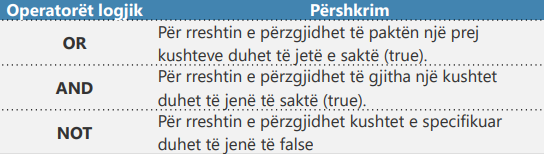 Operatorët logjik Përshkrim
OR
Për rreshtin e përzgjidhet të paktën një prej
kushteve duhet të jetë e saktë (true).
AND
Për rreshtin e përzgjidhet të gjitha një kushtet
duhet të jenë të saktë (true).
NOT
Për rreshtin e përzgjidhet kushtet e specifikuar
duhet të jenë të false